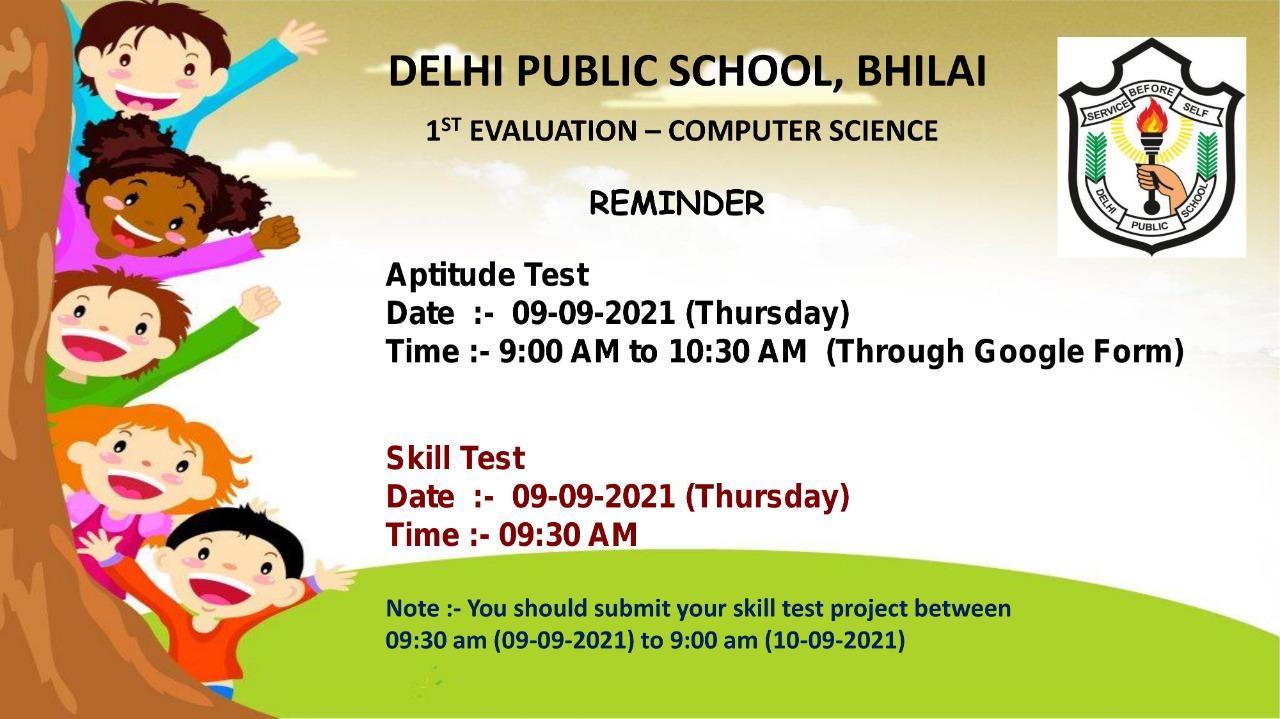 DELHI PUBLIC SCHOOL, BHILAI
1ST EVALUATION – COMPUTER SCIENCE
SERVICE BEFORE SELF
DELHI PUBLIC SCHOOL
REMINDER
Aptitude Test
Date :- 09-09-2021 (Thursday)
Time :- 9:00 AM to 10:30 AM (Through Google Form)
Skill Test
Date :- 09-09-2021 (Thursday)
Time :- 09:30 AM
Note :- You should submit your skill test project between
09:30 am (09-09-2021) to 9:00 am (10-09-2021)